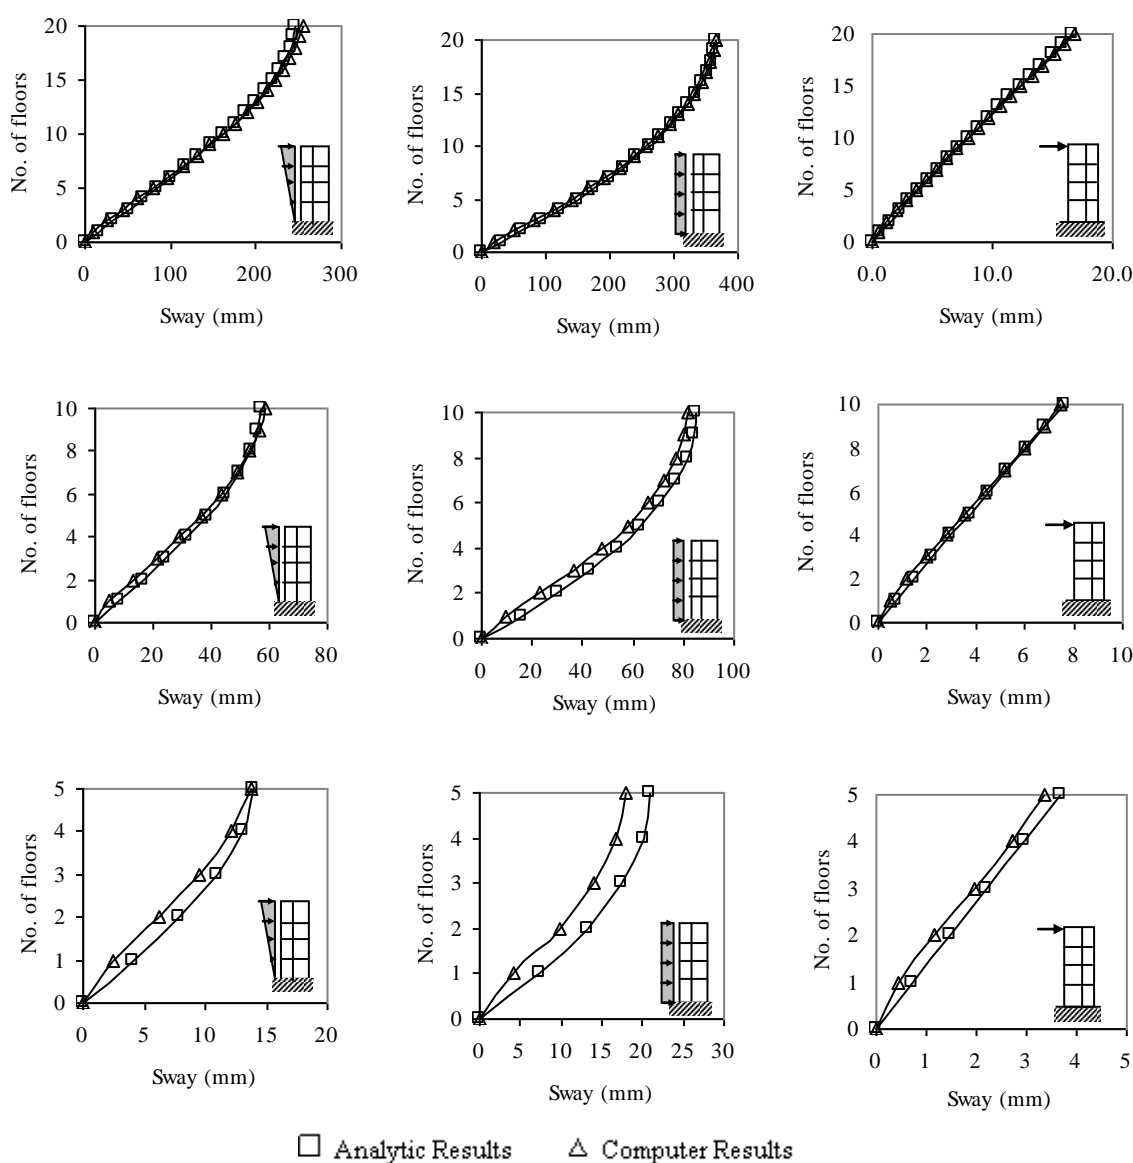 20
15
10
5
0
No. of floors
0 100 200 300
Sway (mm)
20
15
10
5
0
No. of floors
0 100 200 300 400
Sway (mm)
20
15
10
5
0
No. of floors
0.0 10.0 20.0
Sway (mm)
10
8
6
4
2
0
No. of floors
0 20 40 60 80
Sway (mm)
10
8
6
4
2
0
No. of floors
0 20 40 60 80 100
Sway (mm)
10
8
6
4
2
0
No. of floors
0 2 4 6 8 10
Sway (mm)
5
4
3
2
1
0
No. of floors
0 5 10 15 20
Sway (mm)
5
4
3
2
1
0
No. of floors
0 5 10 15 20 25 30
Sway (mm)
5
4
3
2
1
0
No. of floors
0 1 2 3 4 5
Sway (mm)
Analytic Results Computer Results